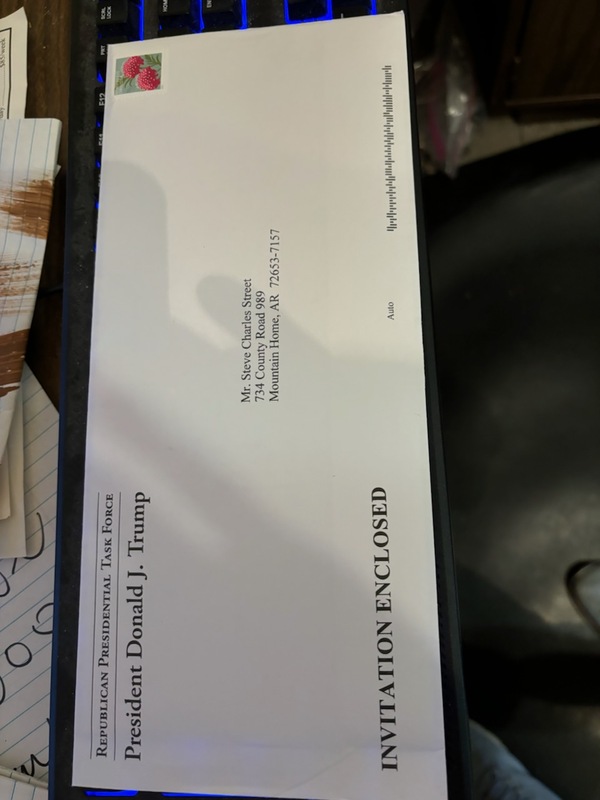 REPUBLICAN PRESIDENTIAL TASK FORCE
President Donald J. Trump
Mr. Steve Charles Street
734 County Road 989
Mountain Home, AR 72653-7157
Auto
INVITATION ENCLOSED
F12